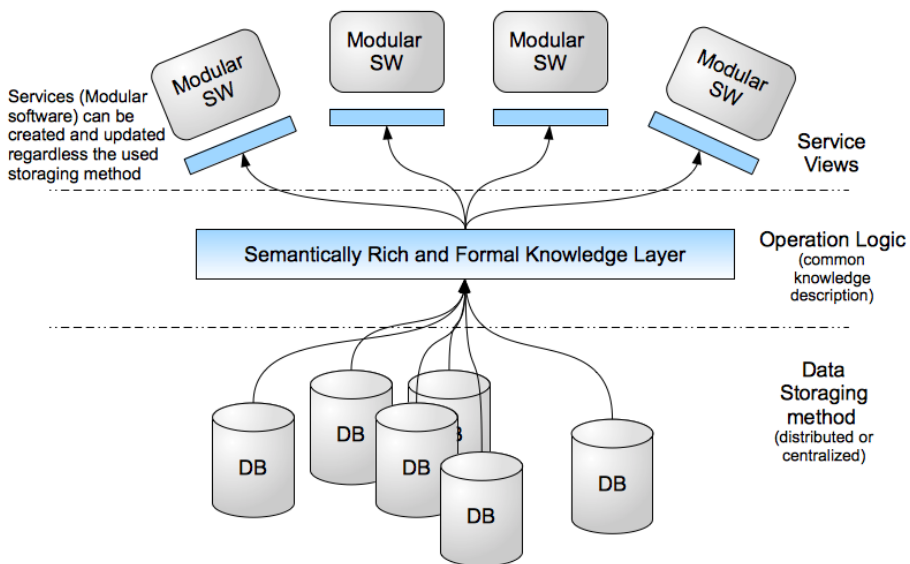 Modular
SW
Modular
SW
Modular
SW
Modular
SW
Services (Modular
software) can be
created and updated
regardless the used
storaging method
Service
Views
Semantically Rich and Formal Knowledge Layer
Operation Logic
(common
knowledge
description)
Data
Storaging
method
(distributed or
centralized)
DB
DB
DB
DB
DB